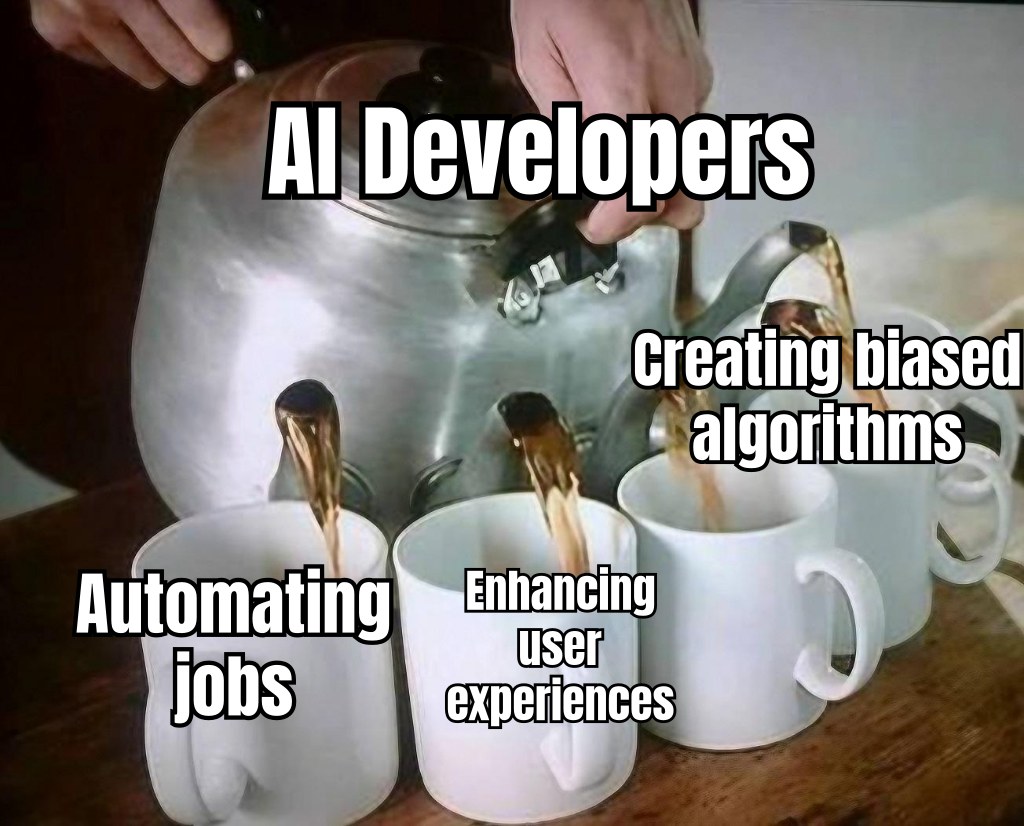 AI Developers
Creating biased
algorithms
Automating
jobs
Enhancing
user
experiences